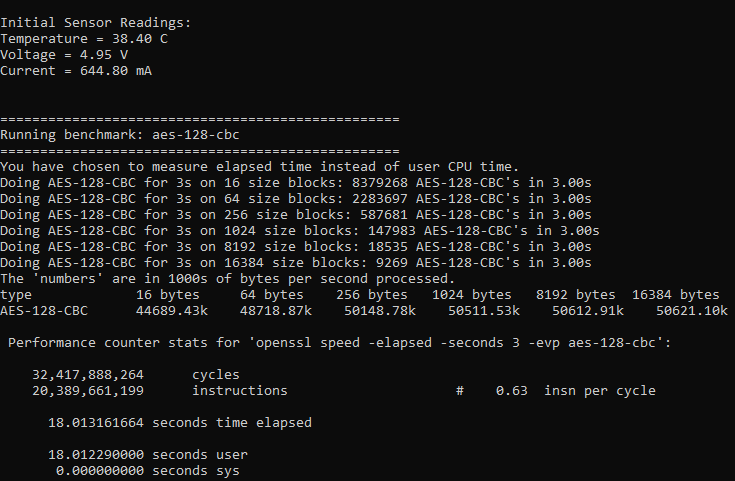 Initial Sensor Readings:
Temperature = 38.40 C
Voltage = 4.95 V
Current = 644.80 mA
==================================================
Running benchmark: aes-128-cbc
==================================================
You have chosen to measure elapsed time instead of user CPU time.
Doing AES-128-CBC for 3s on 16 size blocks: 8379268 AES-128-CBC's in 3.00s
Doing AES-128-CBC for 3s on 64 size blocks: 2283697 AES-128-CBC's in 3.00s
Doing AES-128-CBC for 3s on 256 size blocks: 587681 AES-128-CBC's in 3.00s
Doing AES-128-CBC for 3s on 1024 size blocks: 147983 AES-128-CBC's in 3.00s
Doing AES-128-CBC for 3s on 8192 size blocks: 18535 AES-128-CBC's in 3.00s
Doing AES-128-CBC for 3s on 16384 size blocks: 9269 AES-128-CBC's in 3.00s
The 'numbers' are in 1000s of bytes per second processed.
type             16 bytes     64 bytes    256 bytes   1024 bytes   8192 bytes  16384 bytes
AES-128-CBC      44689.43k    48718.87k    50148.78k    50511.53k    50612.91k    50621.10k
Performance counter stats for 'openssl speed -elapsed -seconds 3 -evp aes-128-cbc':
32,417,888,264      cycles
20,389,661,199      instructions                     #    0.63  insn per cycle
18.013161664 seconds time elapsed
18.012290000 seconds user
0.000000000 seconds sys